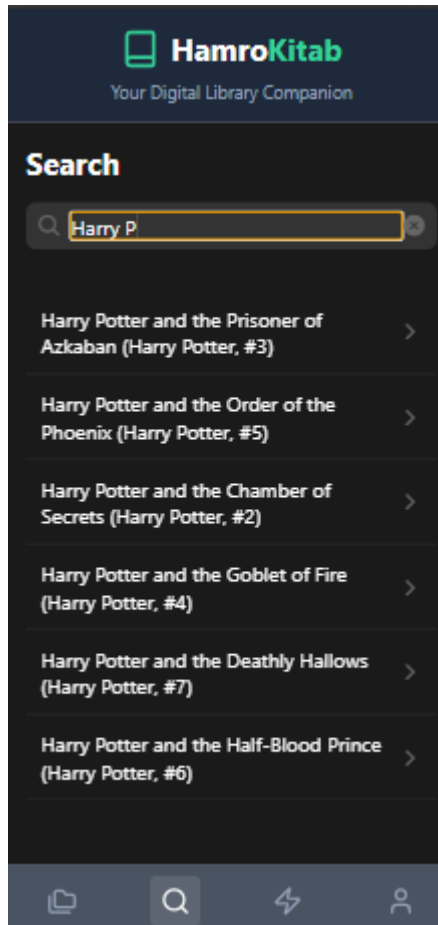 HamroKitab
Your Digital Library Companion
Search
Harry P
Harry Potter and the Prisoner of
Azkaban (Harry Potter, #3)
Harry Potter and the Order of the
Phoenix (Harry Potter, #5)
Harry Potter and the Chamber of
Secrets (Harry Potter, #2)
Harry Potter and the Goblet of Fire
(Harry Potter, #4)
Harry Potter and the Deathly Hallows
(Harry Potter, #7)
Harry Potter and the Half-Blood Prince
(Harry Potter, #6)